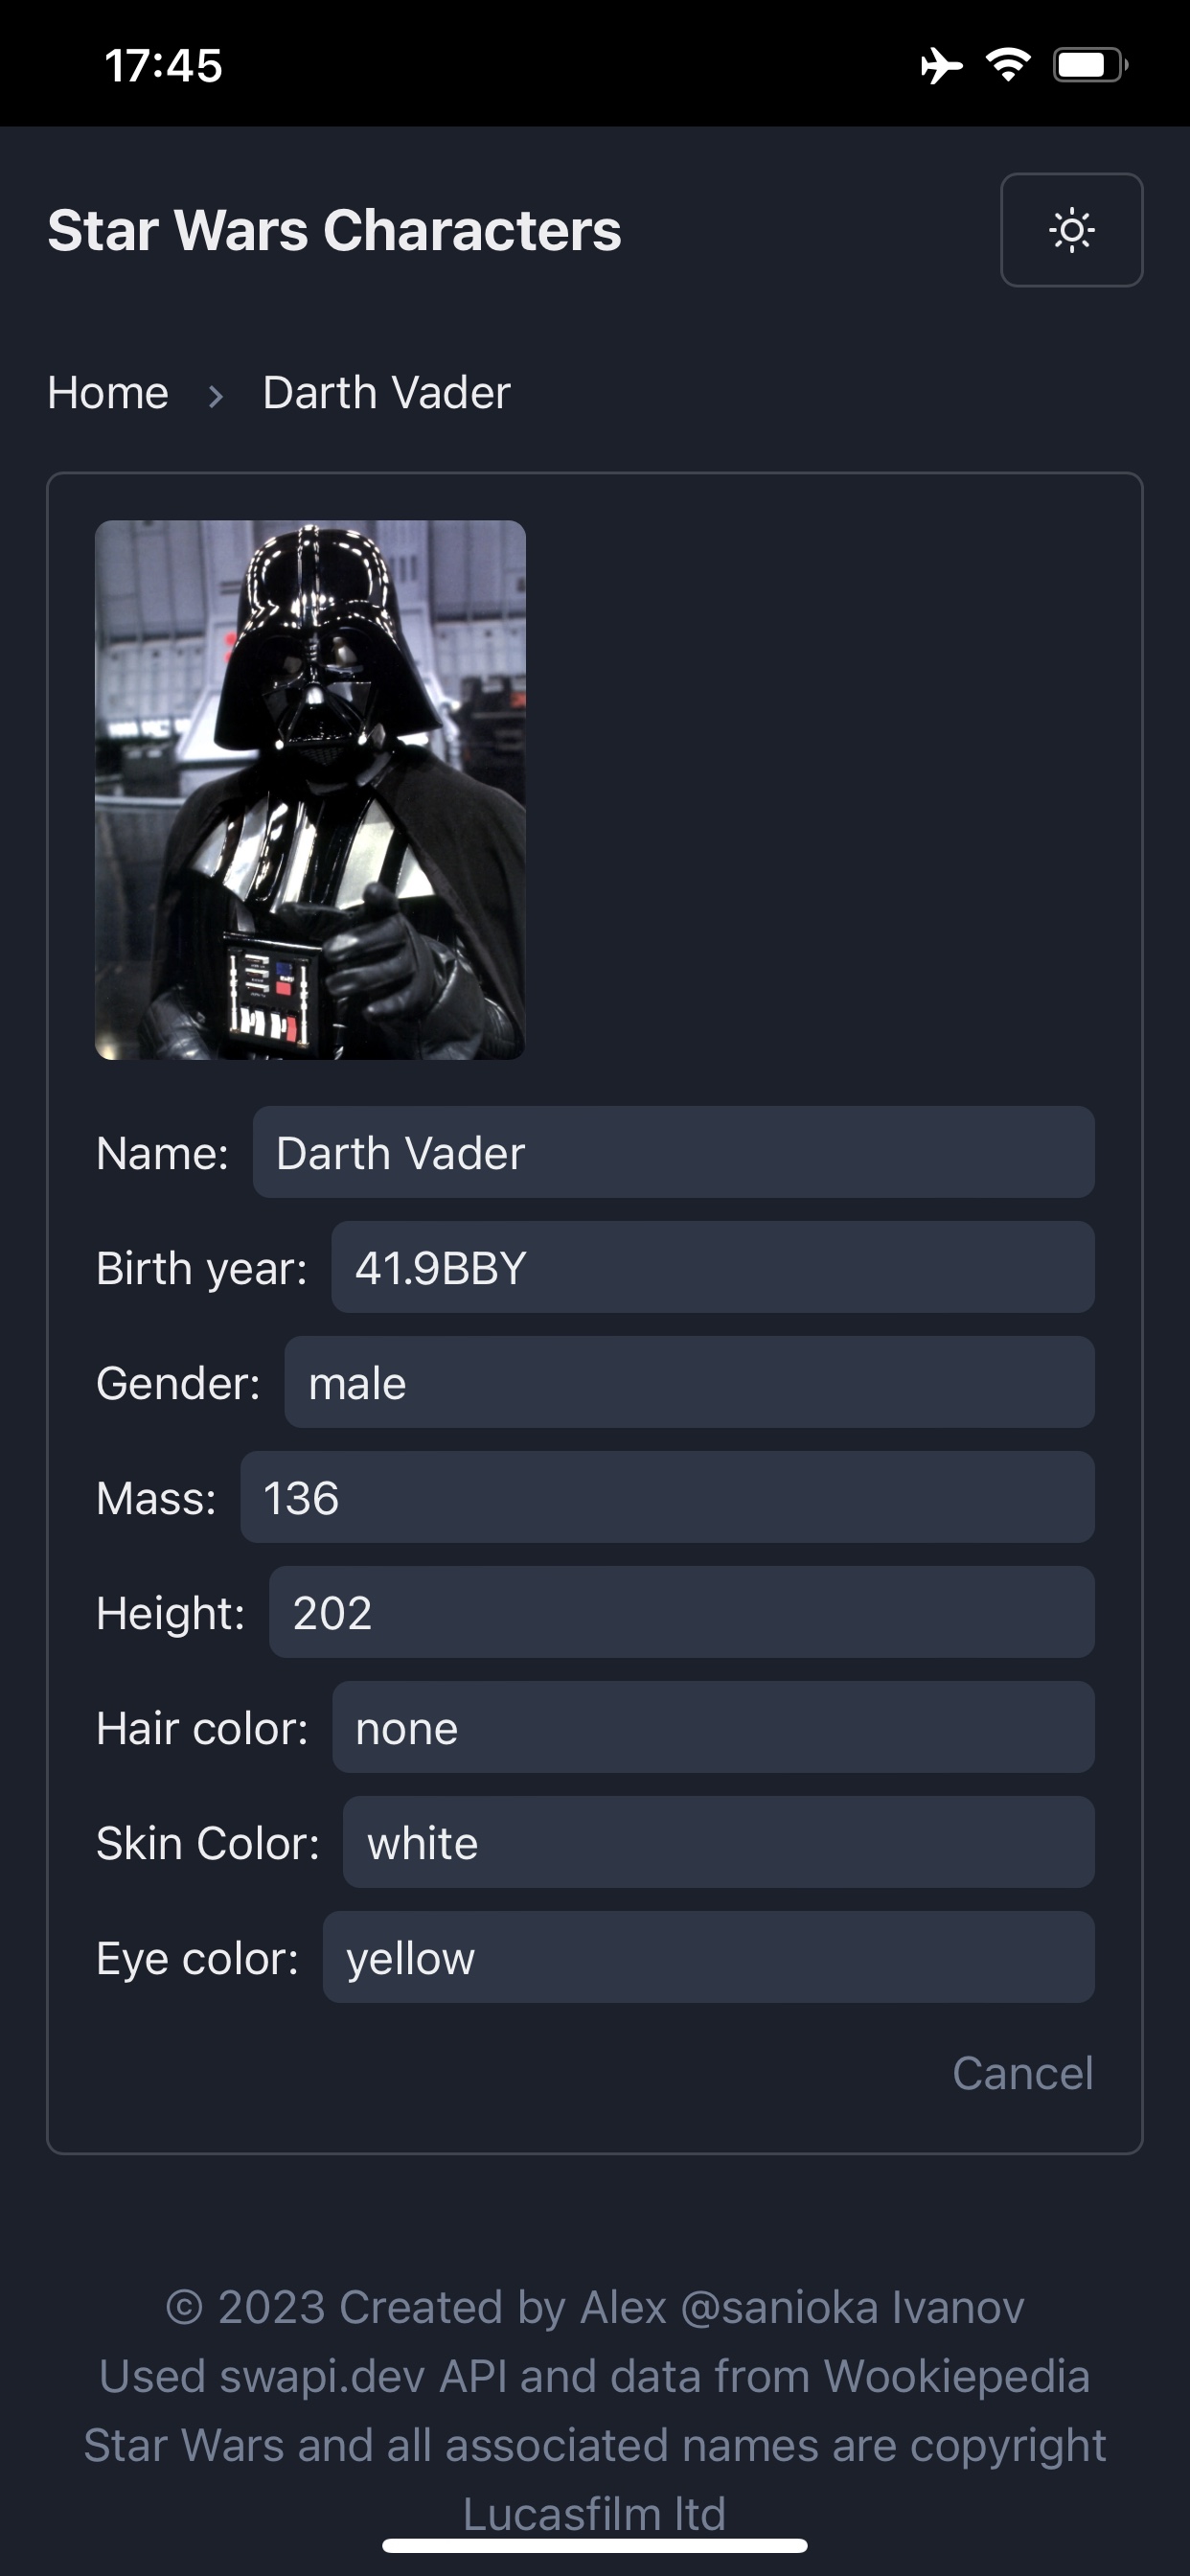 17:45
Star Wars Characters
Home > Darth Vader
Name: Darth Vader
Birth year: 41.9BBY
Gender: male
Mass: 136
Height: 202
Hair color: none
Skin Color: white
Eye color: yellow
Cancel
© 2023 Created by Alex @sanioka Ivanov
Used swapi.dev API and data from Wookiepedia
Star Wars and all associated names are copyright
Lucasfilm ltd